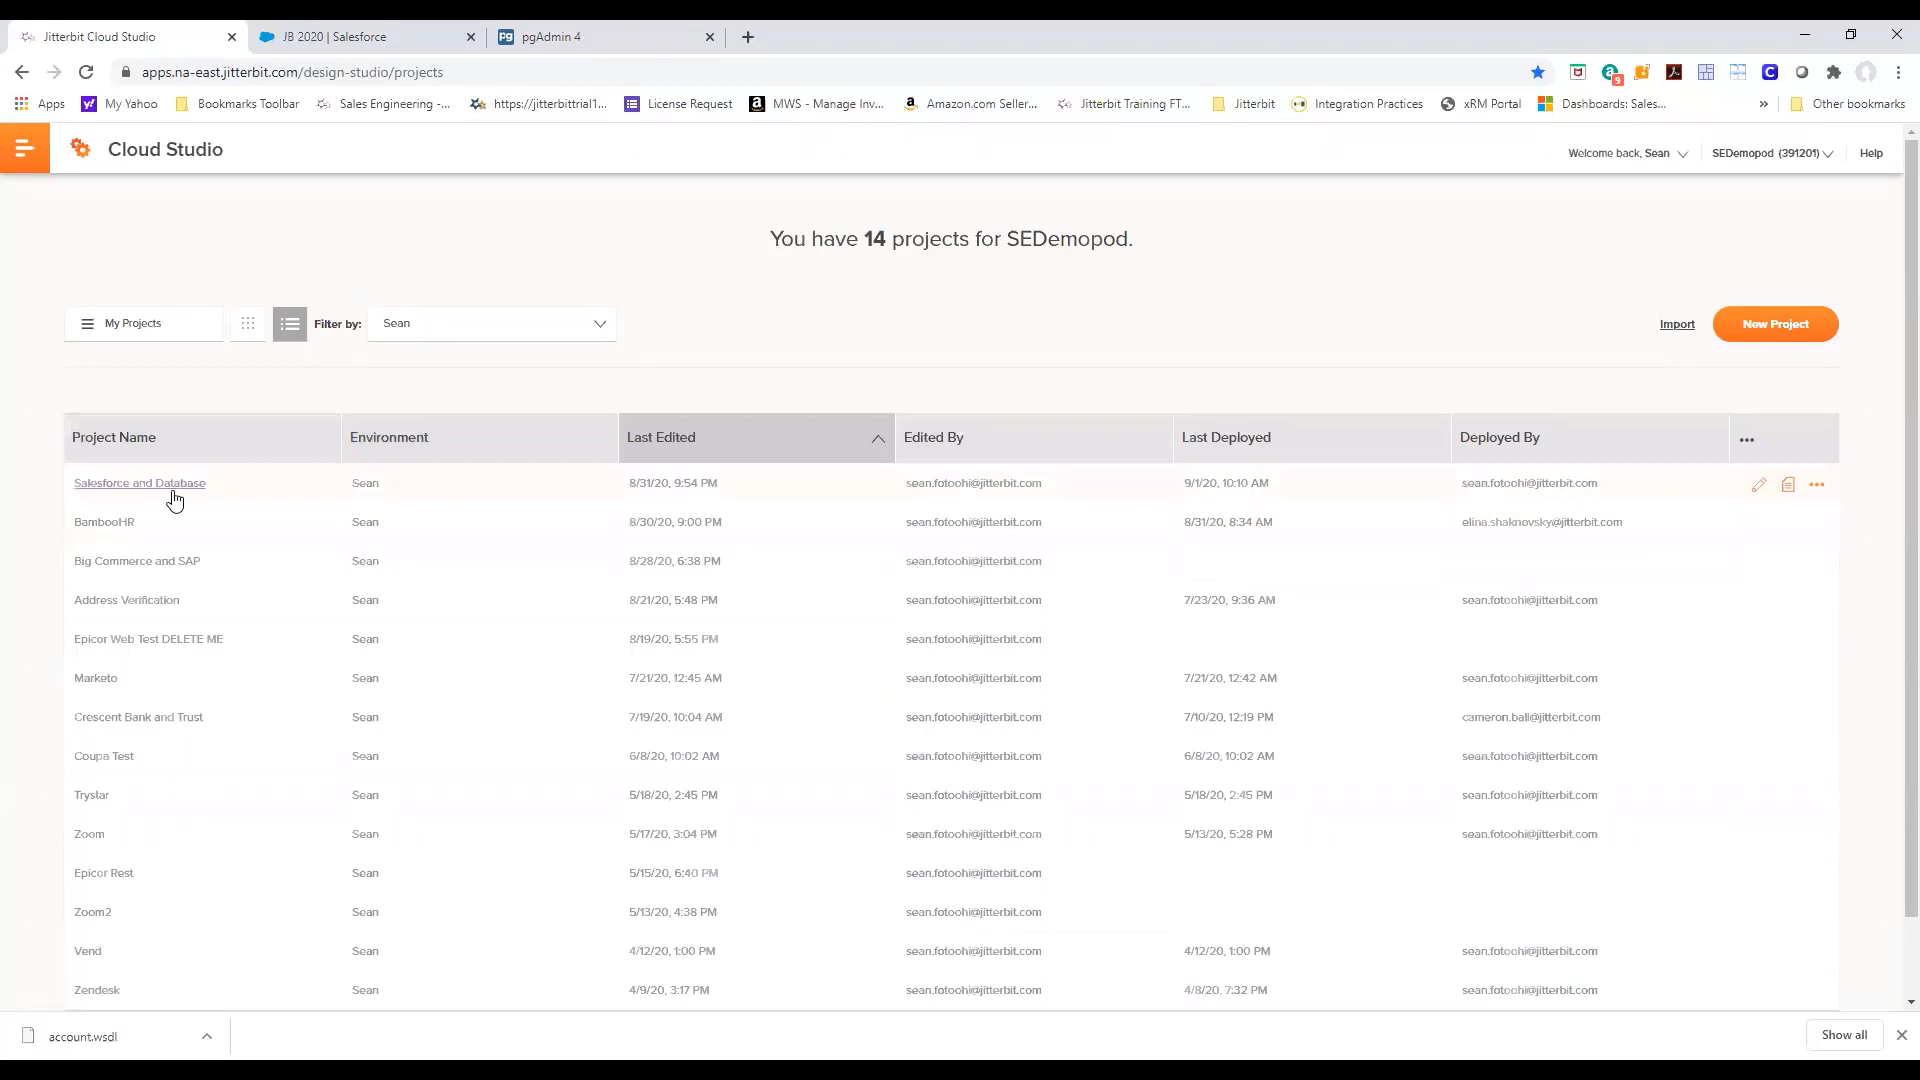 Jitterbit Cloud Studio
JB 2020 | Salesforce
Pg pgAdmin 4
apps.na-east.jitterbit.com/design-studio/projects
9
Apps
My Yahoo
Bookmarks Toolbar
Sales Engineering -...
https://jitterbittrial1...
License Request
MWS - Manage Inv...
Amazon.com Seller...
Jitterbit Training FT...
Jitterbit
Integration Practices
xRM Portal
Dashboards: Sales...
»
Other bookmarks
Cloud Studio
Welcome back, Sean
SEDemopod (391201)
Help
You have 14 projects for SEDemopod.
My Projects
Filter by:
Sean
Import
New Project
Project Name Environment Last Edited Edited By Last Deployed Deployed By ...
Salesforce and Database Sean 8/31/20, 9:54 PM sean.fotoohi@jitterbit.com 9/1/20, 10:10 AM sean.fotoohi@jitterbit.com
BambooHR Sean 8/30/20, 9:00 PM sean.fotoohi@jitterbit.com 8/31/20, 8:34 AM elina.shaknovsky@jitterbit.com
Big Commerce and SAP Sean 8/28/20, 6:38 PM sean.fotoohi@jitterbit.com
Address Verification Sean 8/21/20, 5:48 PM sean.fotoohi@jitterbit.com 7/23/20, 9:36 AM sean.fotoohi@jitterbit.com
Epicor Web Test DELETE ME Sean 8/19/20, 5:55 PM sean.fotoohi@jitterbit.com
Marketo Sean 7/21/20, 12:45 AM sean.fotoohi@jitterbit.com 7/21/20, 12:42 AM sean.fotoohi@jitterbit.com
Crescent Bank and Trust Sean 7/19/20, 10:04 AM sean.fotoohi@jitterbit.com 7/10/20, 12:19 PM cameron.ball@jitterbit.com
Coupa Test Sean 6/8/20, 10:02 AM sean.fotoohi@jitterbit.com 6/8/20, 10:02 AM sean.fotoohi@jitterbit.com
Trystar Sean 5/18/20, 2:45 PM sean.fotoohi@jitterbit.com 5/18/20, 2:45 PM sean.fotoohi@jitterbit.com
Zoom Sean 5/17/20, 3:04 PM sean.fotoohi@jitterbit.com 5/13/20, 5:28 PM sean.fotoohi@jitterbit.com
Epicor Rest Sean 5/15/20, 6:40 PM sean.fotoohi@jitterbit.com
Zoom2 Sean 5/13/20, 4:38 PM sean.fotoohi@jitterbit.com
Vend Sean 4/12/20, 1:00 PM sean.fotoohi@jitterbit.com 4/12/20, 1:00 PM sean.fotoohi@jitterbit.com
Zendesk Sean 4/9/20, 3:17 PM sean.fotoohi@jitterbit.com 4/8/20, 7:32 PM sean.fotoohi@jitterbit.com
account.wsdl
Show all